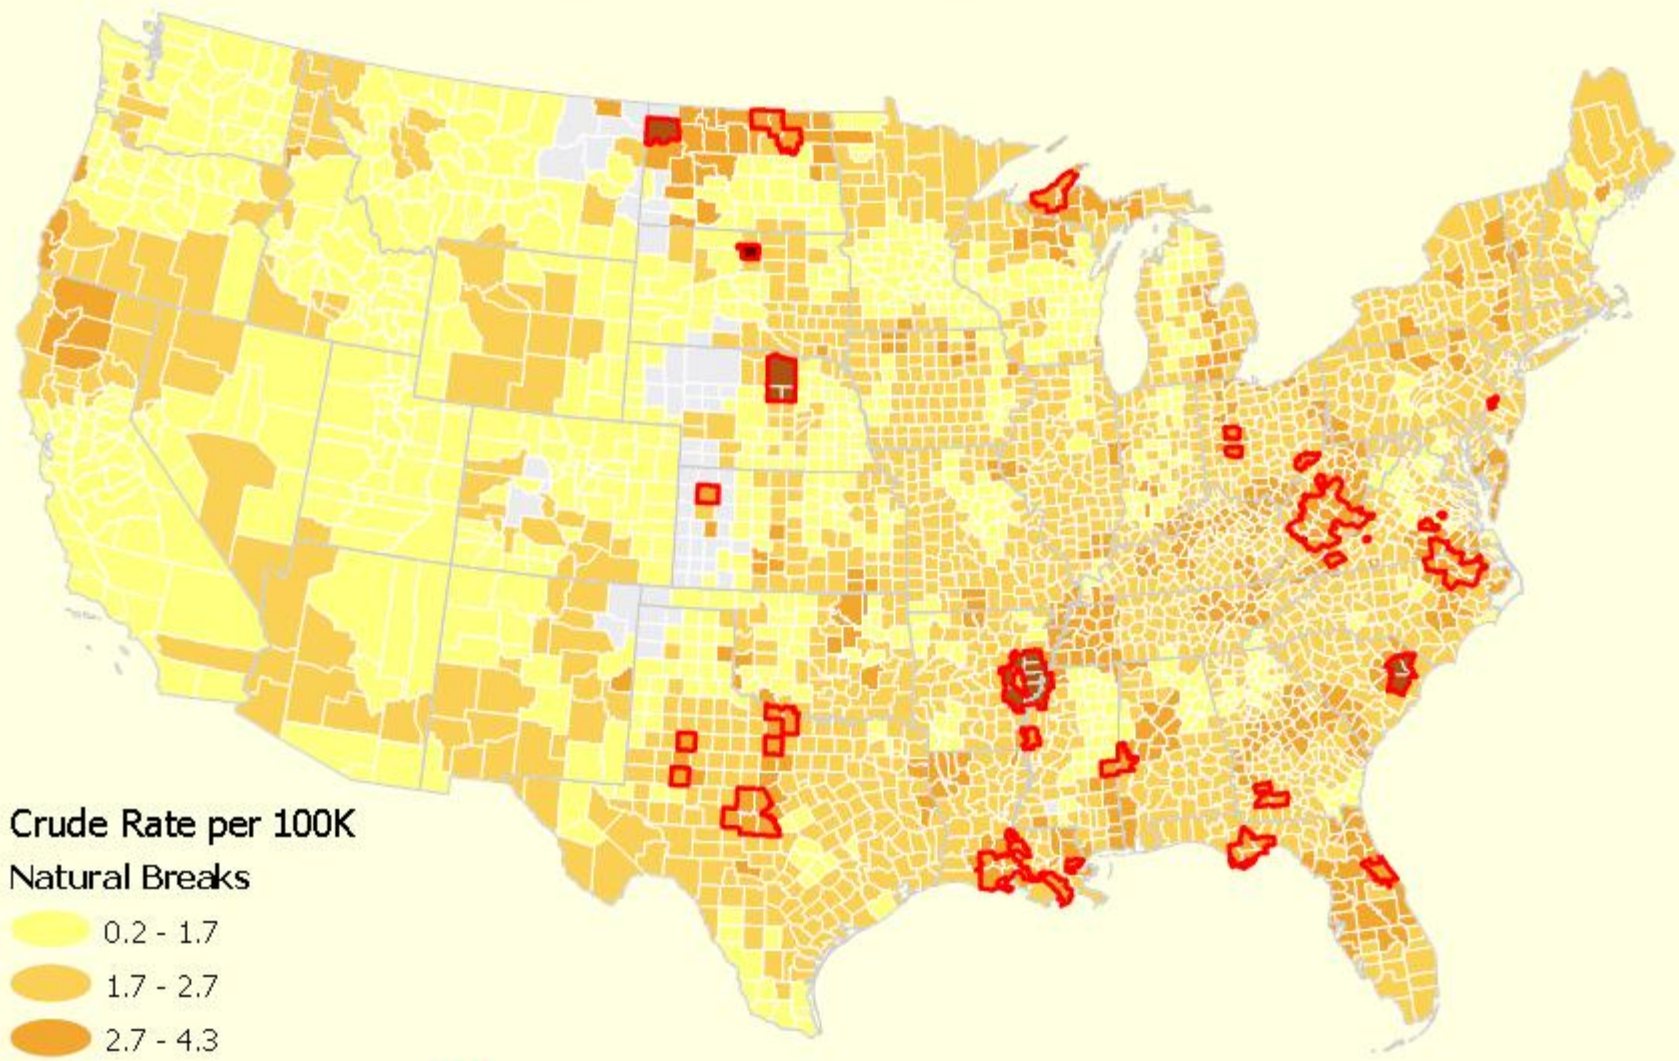 Crude Rate per 100K
Natural Breaks
0.2 - 1.7
1.7 - 2.7
2.7 - 4.3